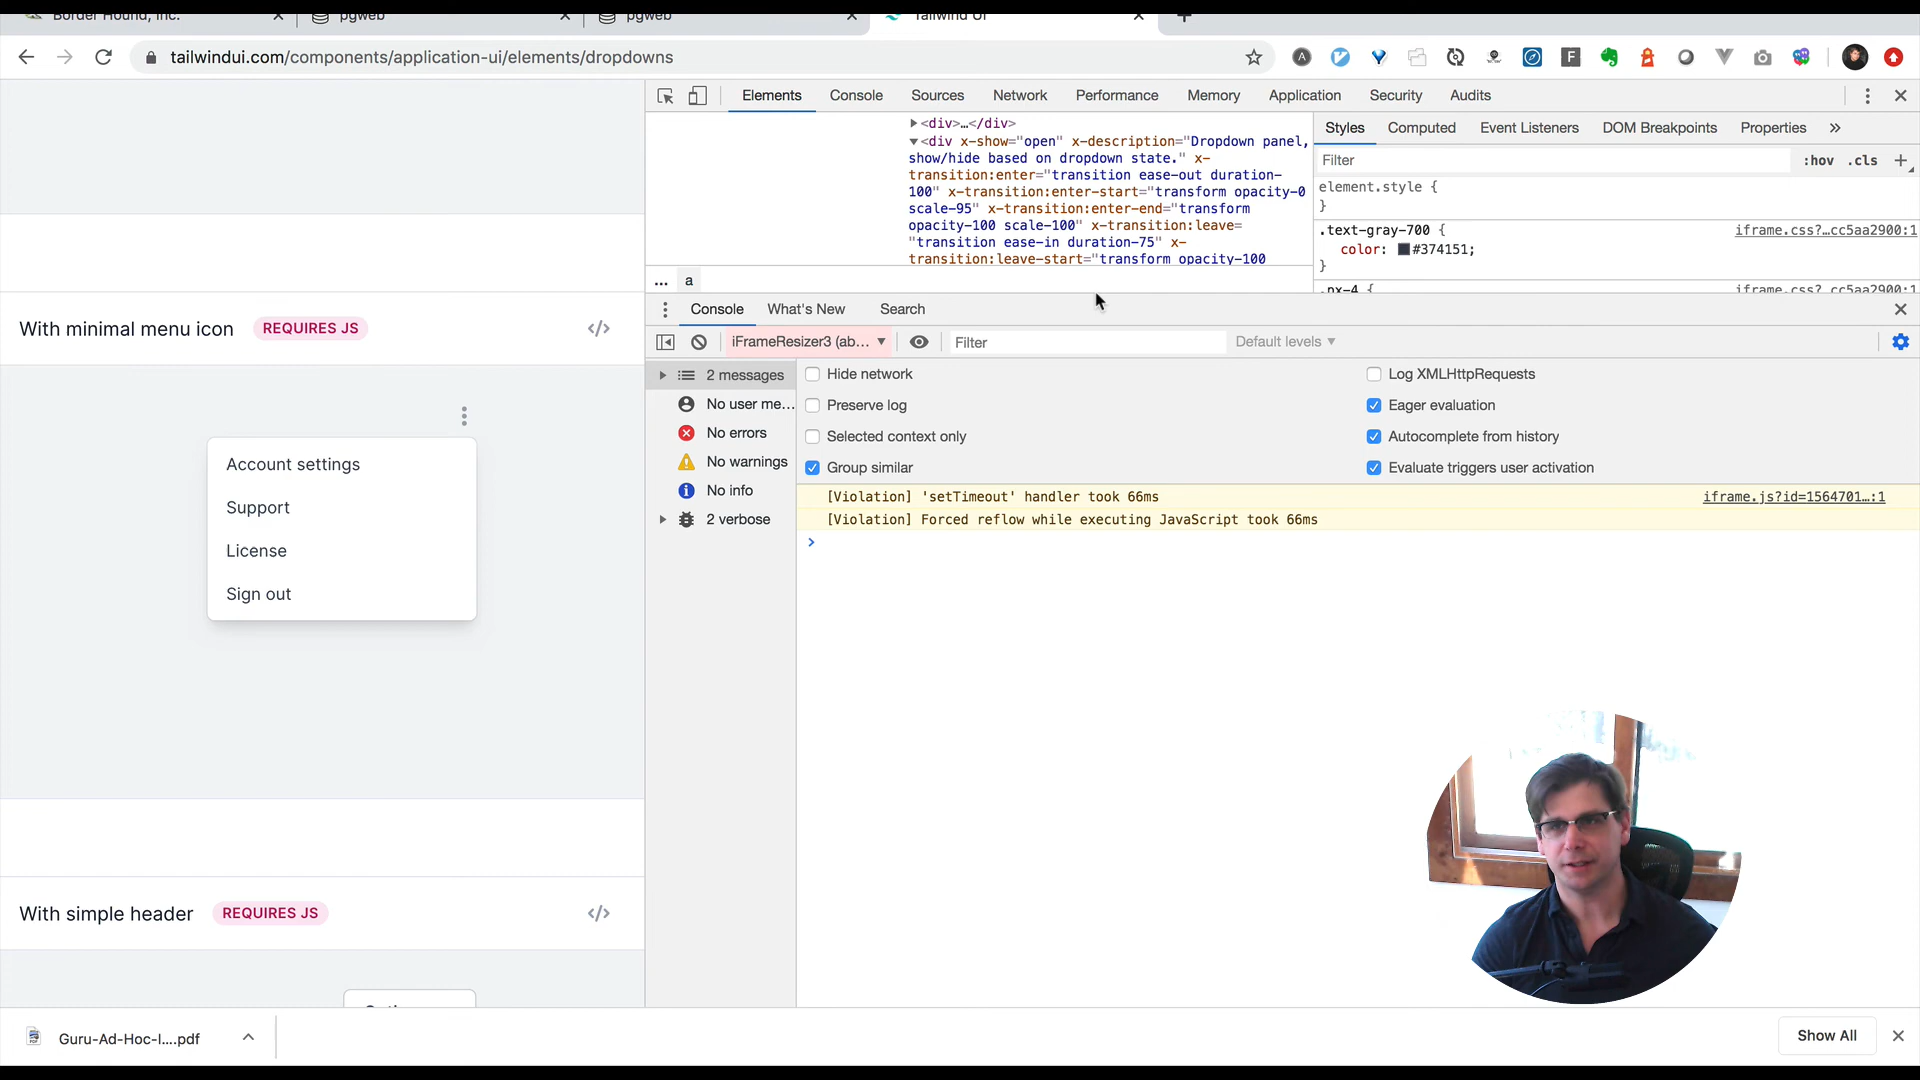 Border Hound, Inc.
pgweb
pgweb
Tailwind UI
tailwindui.com/components/application-ui/elements/dropdowns
Elements
Console
Sources
Network
Performance
Memory
Application
Security
Audits
<div>…</div>
<div x-show="open" x-description="Dropdown panel,
show/hide based on dropdown state." x-
transition:enter="transition ease-out duration-
100" x-transition:enter-start="transform opacity-0
scale-95" x-transition:enter-end="transform
opacity-100 scale-100" x-transition:leave=
"transition ease-in duration-75" x-
transition:leave-start="transform opacity-100
... a
Styles
Computed
Event Listeners
DOM Breakpoints
Properties
»
Filter
:hov
.cls
element.style {
}
.text-gray-700 {
iframe.css?…cc5aa2900:1
color: #374151;
}
.px-4 {
iframe.css?…cc5aa2900:1
Console
What's New
Search
iFrameResizer3 (ab...
Filter
Default levels
2 messages
No user me...
No errors
No warnings
No info
2 verbose
Hide network
Preserve log
Selected context only
Group similar
Log XMLHttpRequests
Eager evaluation
Autocomplete from history
Evaluate triggers user activation
[Violation] 'setTimeout' handler took 66ms
iframe.js?id=1564701…:1
[Violation] Forced reflow while executing JavaScript took 66ms
With minimal menu icon
REQUIRES JS
Account settings
Support
License
Sign out
With simple header
REQUIRES JS
Guru-Ad-Hoc-I....pdf
Show All